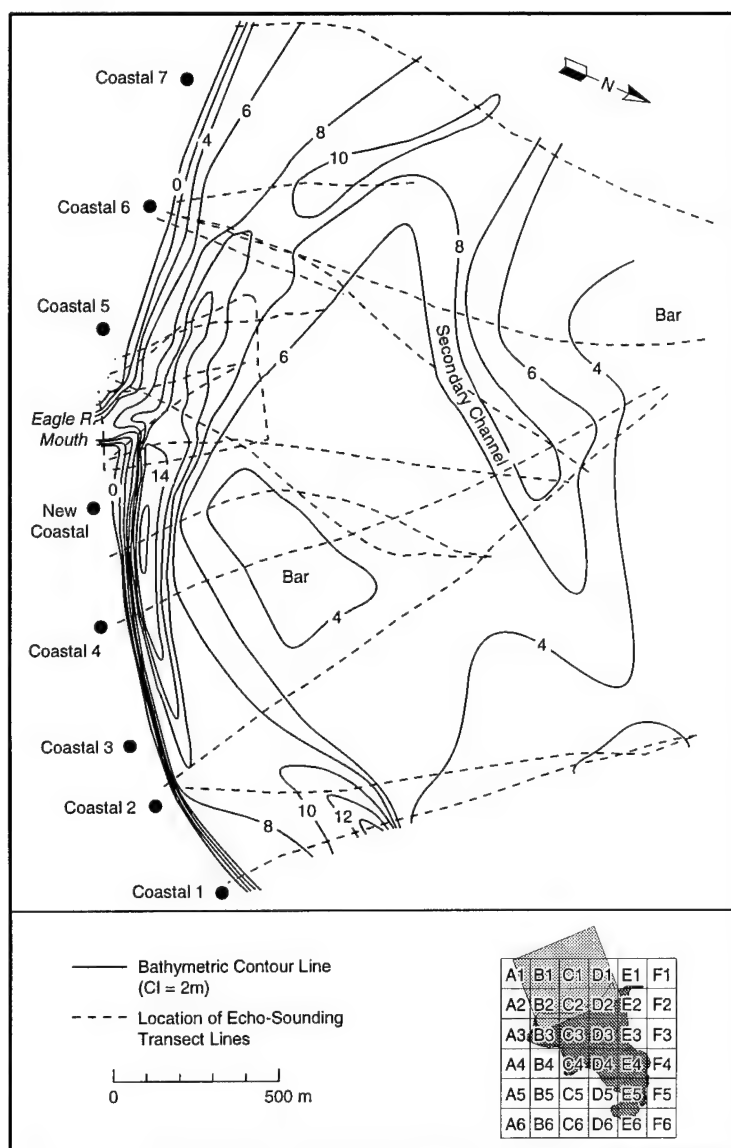 N
Coastal 7
0
4
6
8
10
Coastal 6
8
Coastal 5
6
Secondary Channel
Bar
6
4
Eagle R.
Mouth
14
0
New
Coastal
Bar
4
Coastal 4
4
Coastal 3
Coastal 2
10
12
8
Coastal 1
Bathymetric Contour Line
(CI = 2m)
Location of Echo-Sounding
Transect Lines
0 500 m
A1 B1 C1 D1 E1 F1
A2 B2 C2 D2 E2 F2
A3 B3 C3 D3 E3 F3
A4 B4 C4 D4 E4 F4
A5 B5 C5 D5 E5 F5
A6 B6 C6 D6 E6 F6